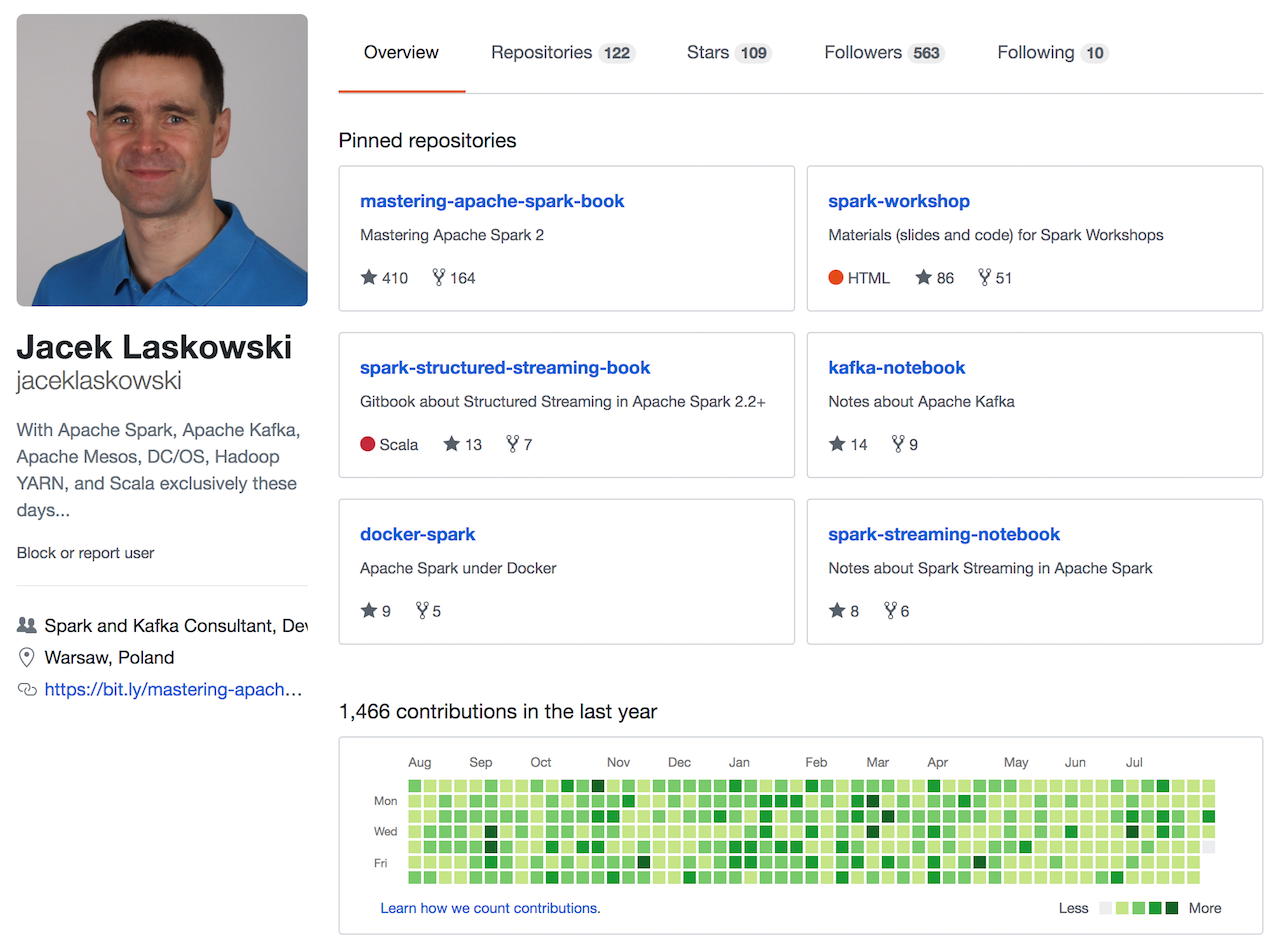 Overview Repositories 122 Stars 109 Followers 563 Following 10
Jacek Laskowski
jaceklaskowski
With Apache Spark, Apache Kafka,
Apache Mesos, DC/OS, Hadoop
YARN, and Scala exclusively these
days...
Block or report user
Spark and Kafka Consultant, Dev
Warsaw, Poland
https://bit.ly/mastering-apach...
Pinned repositories
mastering-apache-spark-book
Mastering Apache Spark 2
410 164
spark-workshop
Materials (slides and code) for Spark Workshops
HTML 86 51
spark-structured-streaming-book
Gitbook about Structured Streaming in Apache Spark 2.2+
Scala 13 7
kafka-notebook
Notes about Apache Kafka
14 9
docker-spark
Apache Spark under Docker
9 5
spark-streaming-notebook
Notes about Spark Streaming in Apache Spark
8 6
1,466 contributions in the last year
Aug Sep Oct Nov Dec Jan Feb Mar Apr May Jun Jul
Mon
Wed
Fri
Learn how we count contributions.
Less More